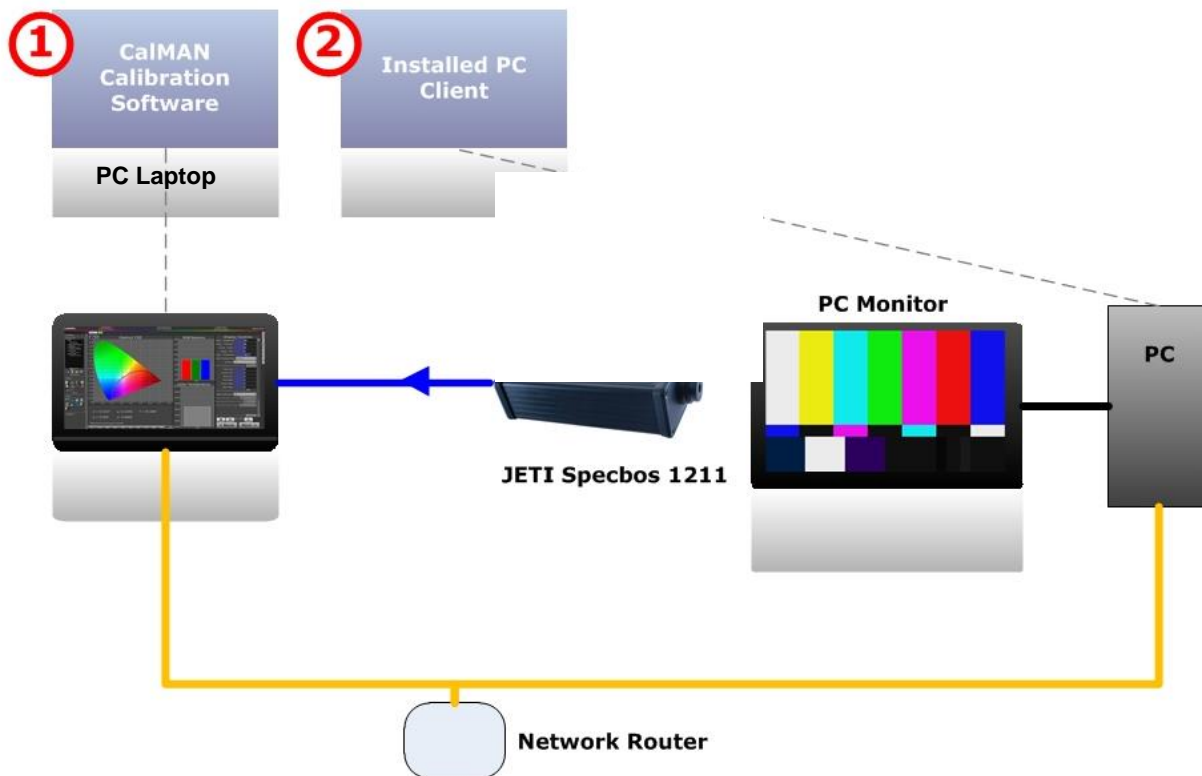 1
CalMAN
Calibration
Software
2
Installed PC
Client
PC Laptop
PC Monitor
PC
JETI Specbos 1211
Network Router